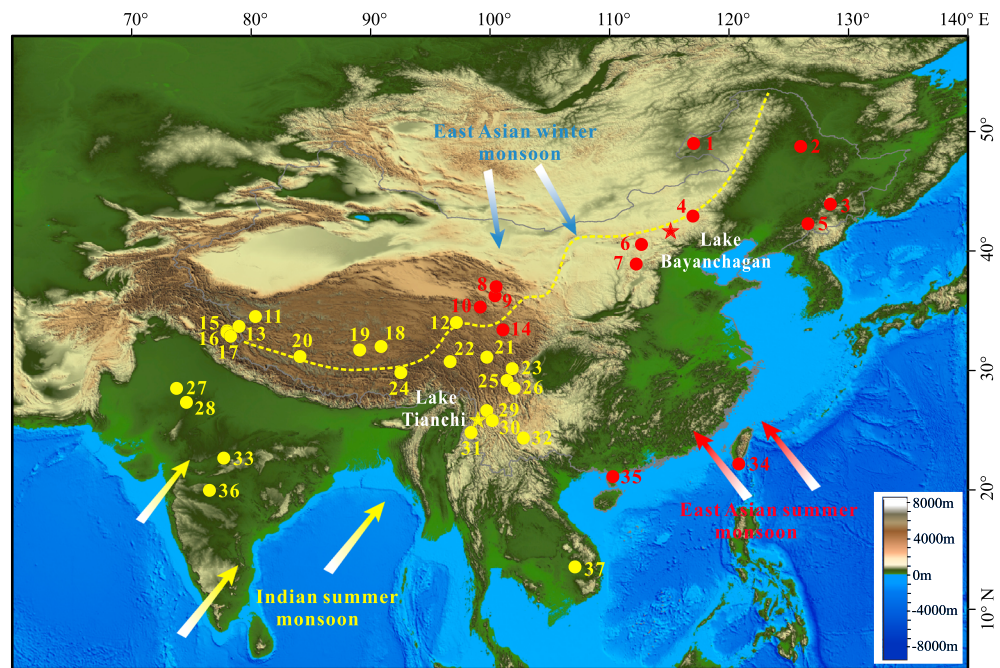 70° 80° 90° 100° 110° 120° 130° 140° E
50°
40°
30°
20°
10° N
East Asian winter
monsoon
1
2
3
4
5
6
7
Lake
Bayanchagan
8
9
10
11
12
13
14
15
16
17
18
19
20
21
22
23
24
25
26
27
28
Lake
Tianchi
29
30
31
32
33
34
35
36
37
East Asian summer
monsoon
Indian summer
monsoon
8000m
4000m
0m
-4000m
-8000m